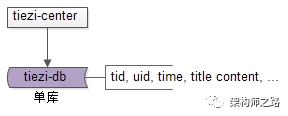 tiezi-center
tiezi-db
tid, uid, time, title content, ...
单库
架构师之路